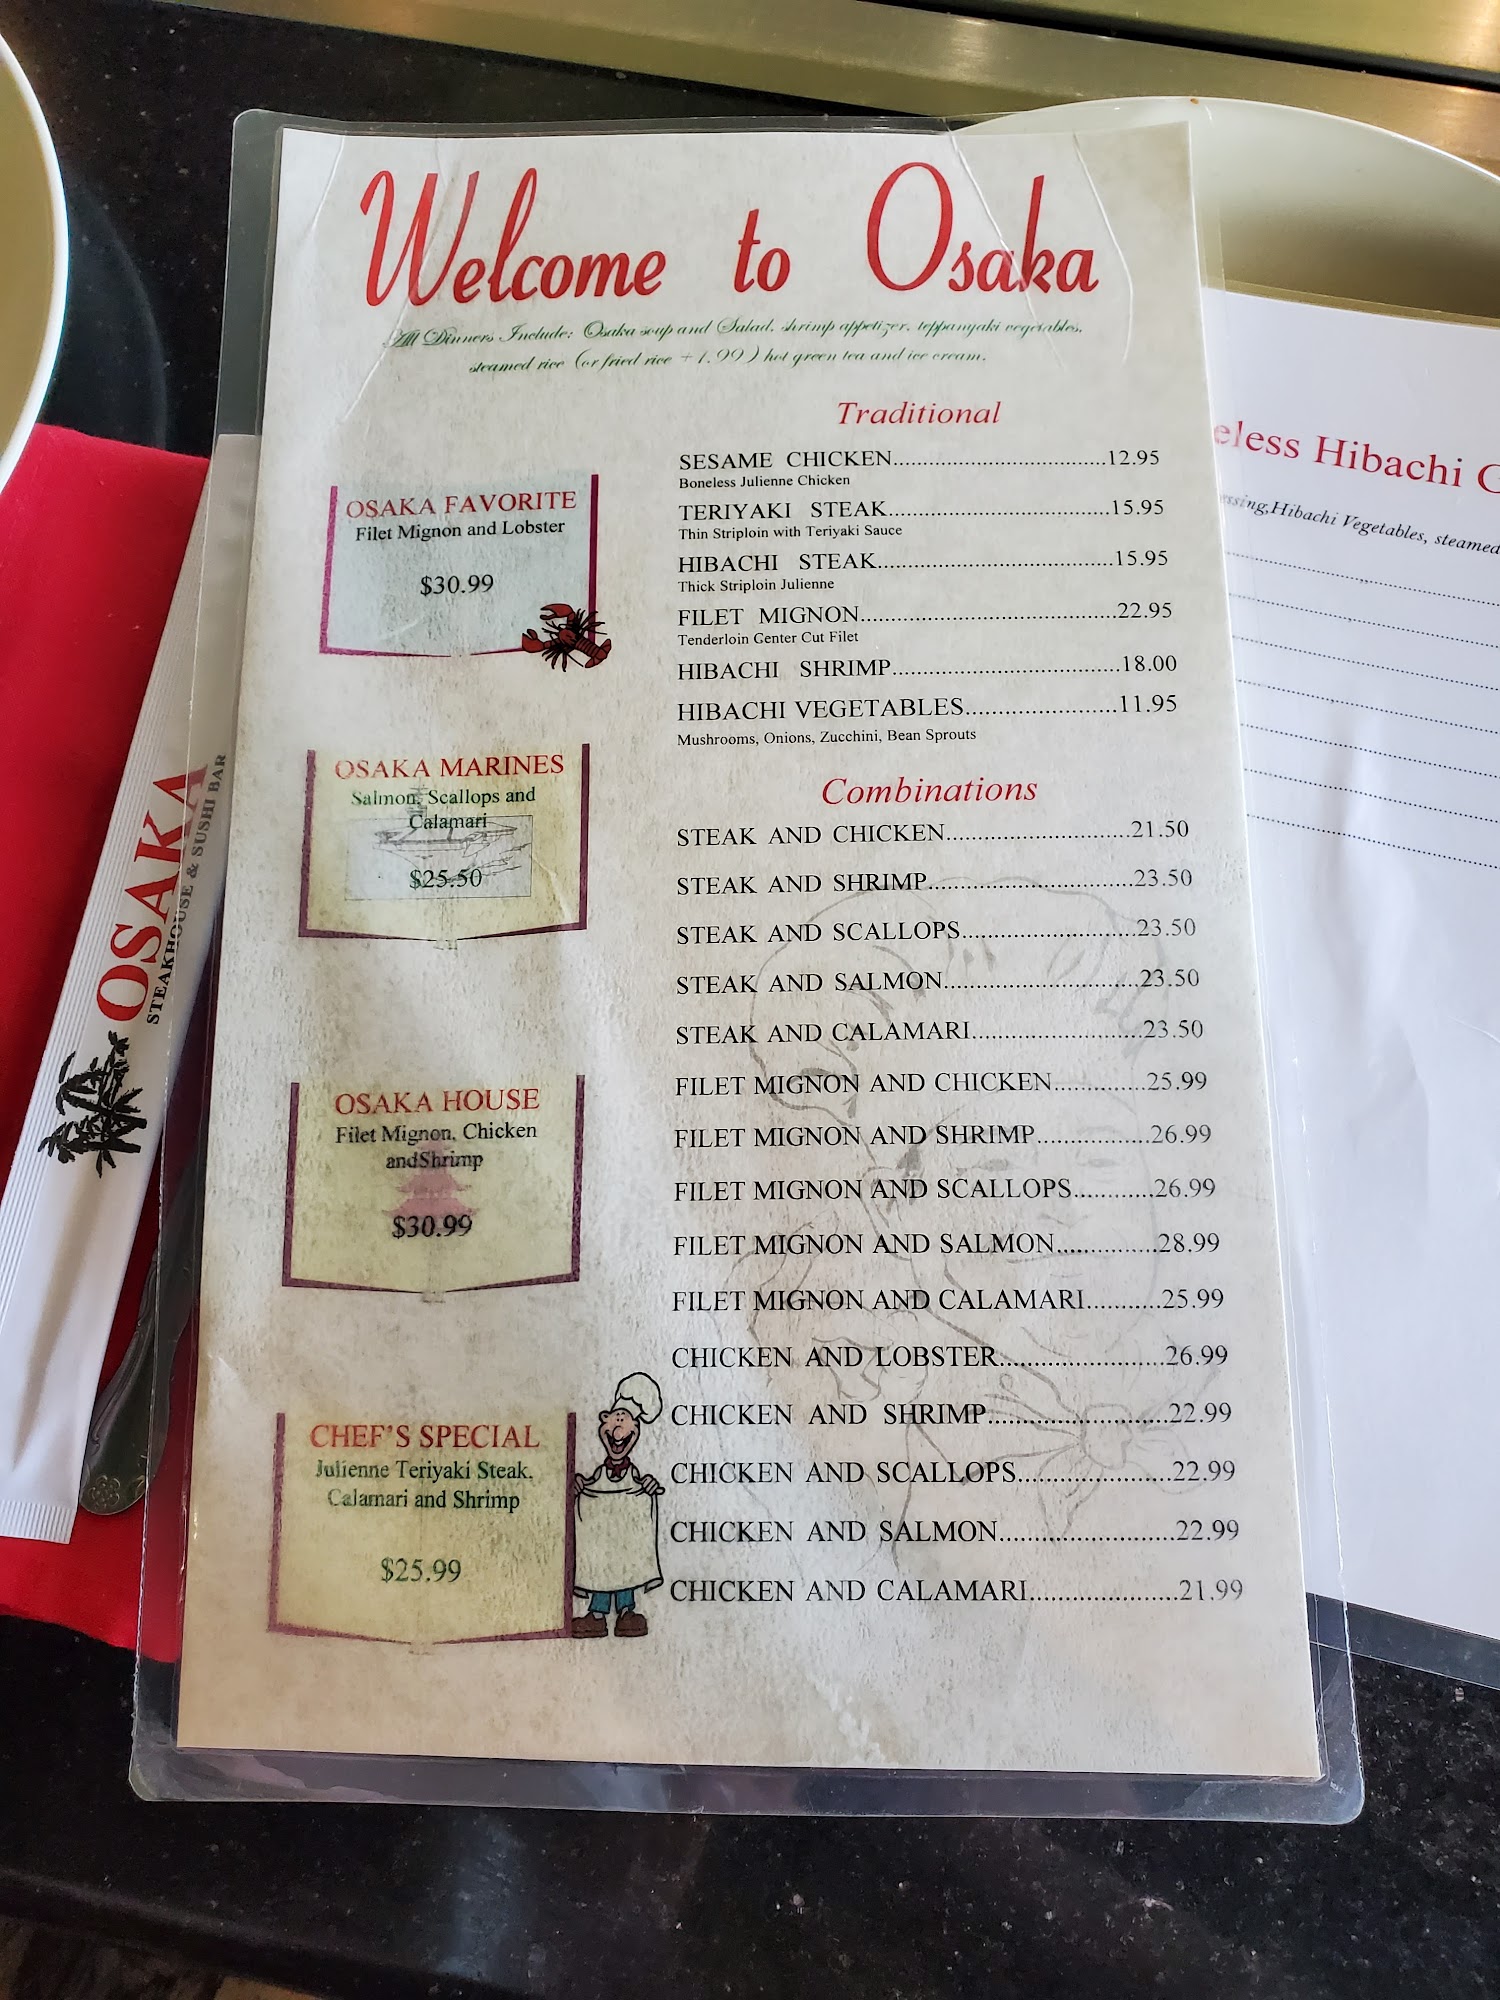 Welcome to Osaka
All Dinners Include: Osaka soup and Salad, shrimp appetizer, teppanyaki vegetables,
steamed rice (or fried rice +1.99) hot green tea and ice cream.
OSAKA FAVORITE
Filet Mignon and Lobster
$30.99
OSAKA MARINES
Salmon, Scallops and
Calamari
$25.50
OSAKA HOUSE
Filet Mignon, Chicken
andShrimp
$30.99
CHEF'S SPECIAL
Julienne Teriyaki Steak,
Calamari and Shrimp
$25.99
Traditional
SESAME CHICKEN..................................12.95
Boneless Julienne Chicken
TERIYAKI STEAK...................................15.95
Thin Striploin with Teriyaki Sauce
HIBACHI STEAK.....................................15.95
Thick Striploin Julienne
FILET MIGNON........................................22.95
Tenderloin Genter Cut Filet
HIBACHI SHRIMP....................................18.00
HIBACHI VEGETABLES........................11.95
Mushrooms, Onions, Zucchini, Bean Sprouts
Combinations
STEAK AND CHICKEN.............................21.50
STEAK AND SHRIMP................................23.50
STEAK AND SCALLOPS...........................23.50
STEAK AND SALMON...............................23.50
STEAK AND CALAMARI..........................23.50
FILET MIGNON AND CHICKEN..............25.99
FILET MIGNON AND SHRIMP.................26.99
FILET MIGNON AND SCALLOPS............26.99
FILET MIGNON AND SALMON...............28.99
FILET MIGNON AND CALAMARI...........25.99
CHICKEN AND LOBSTER........................26.99
CHICKEN AND SHRIMP..........................22.99
CHICKEN AND SCALLOPS......................22.99
CHICKEN AND SALMON.........................22.99
CHICKEN AND CALAMARI.....................21.99
OSAKA
STEAKHOUSE & SUSHI BAR
eless Hibachi C
essing,Hibachi Vegetables, steamed